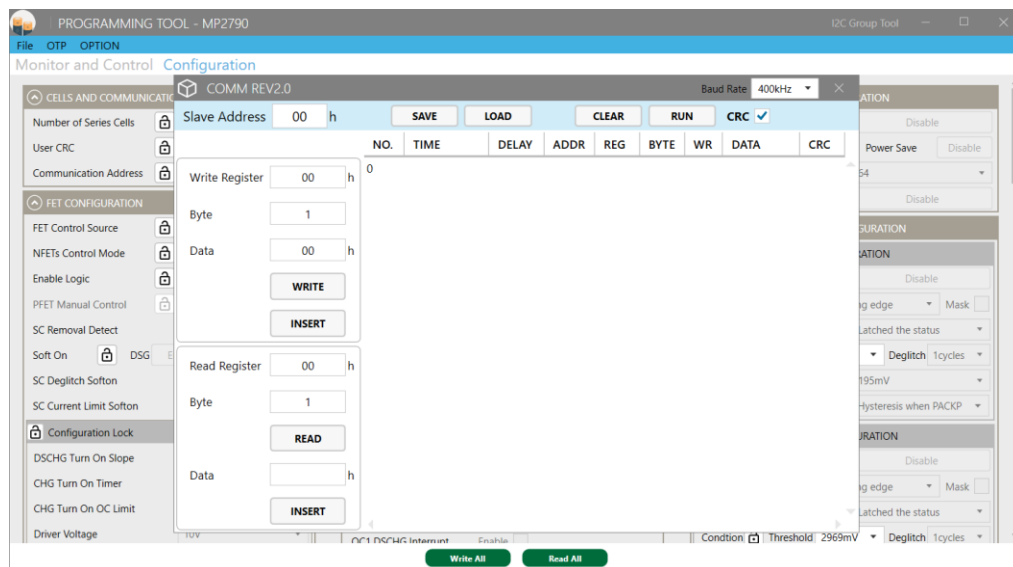 PROGRAMMING TOOL - MP2790
I2C Group Tool
File OTP OPTION
Monitor and Control Configuration
CELLS AND COMMUNICATIO
Number of Series Cells
User CRC
Communication Address
FET CONFIGURATION
FET Control Source
NFETs Control Mode
Enable Logic
PFET Manual Control
SC Removal Detect
Soft On DSG E
SC Deglitch Softon
SC Current Limit Softon
Configuration Lock
DSCHG Turn On Slope
CHG Turn On Timer
CHG Turn On OC Limit
Driver Voltage 10V
COMM REV2.0
Baud Rate 400kHz
Slave Address 00 h SAVE LOAD CLEAR RUN CRC
NO. TIME DELAY ADDR REG BYTE WR DATA CRC
0
Write Register 00 h
Byte 1
Data 00 h
WRITE
INSERT
Read Register 00 h
Byte 1
READ
Data h
INSERT
OC1 DSCHG Interrupt Enable
ATION
Disable
Power Save Disable
64
Disable
GURATION
RATION
Disable
ng edge Mask
Latched the status
Deglitch 1cycles
195mV
Hysteresis when PACKP
URATION
Disable
ng edge Mask
Latched the status
Condtion Threshold 2969mV Deglitch 1cycles
Write All Read All